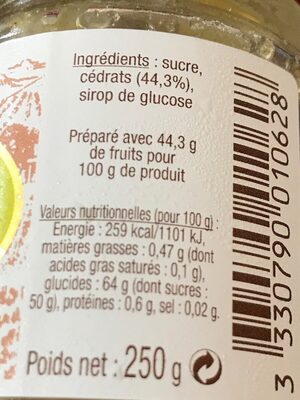 Ingrédients : sucre,
cédrats (44,3%),
sirop de glucose
Préparé avec 44,3 g
de fruits pour
100 g de produit
Valeurs nutritionnelles (pour 100 g) :
Energie : 259 kcal/1101 kJ,
matières grasses : 0,47 g (dont
acides gras saturés : 0,1 g),
glucides : 64 g (dont sucres :
50 g), protéines : 0,6 g, sel : 0,02 g.
Poids net : 250 g
3 330790 010628